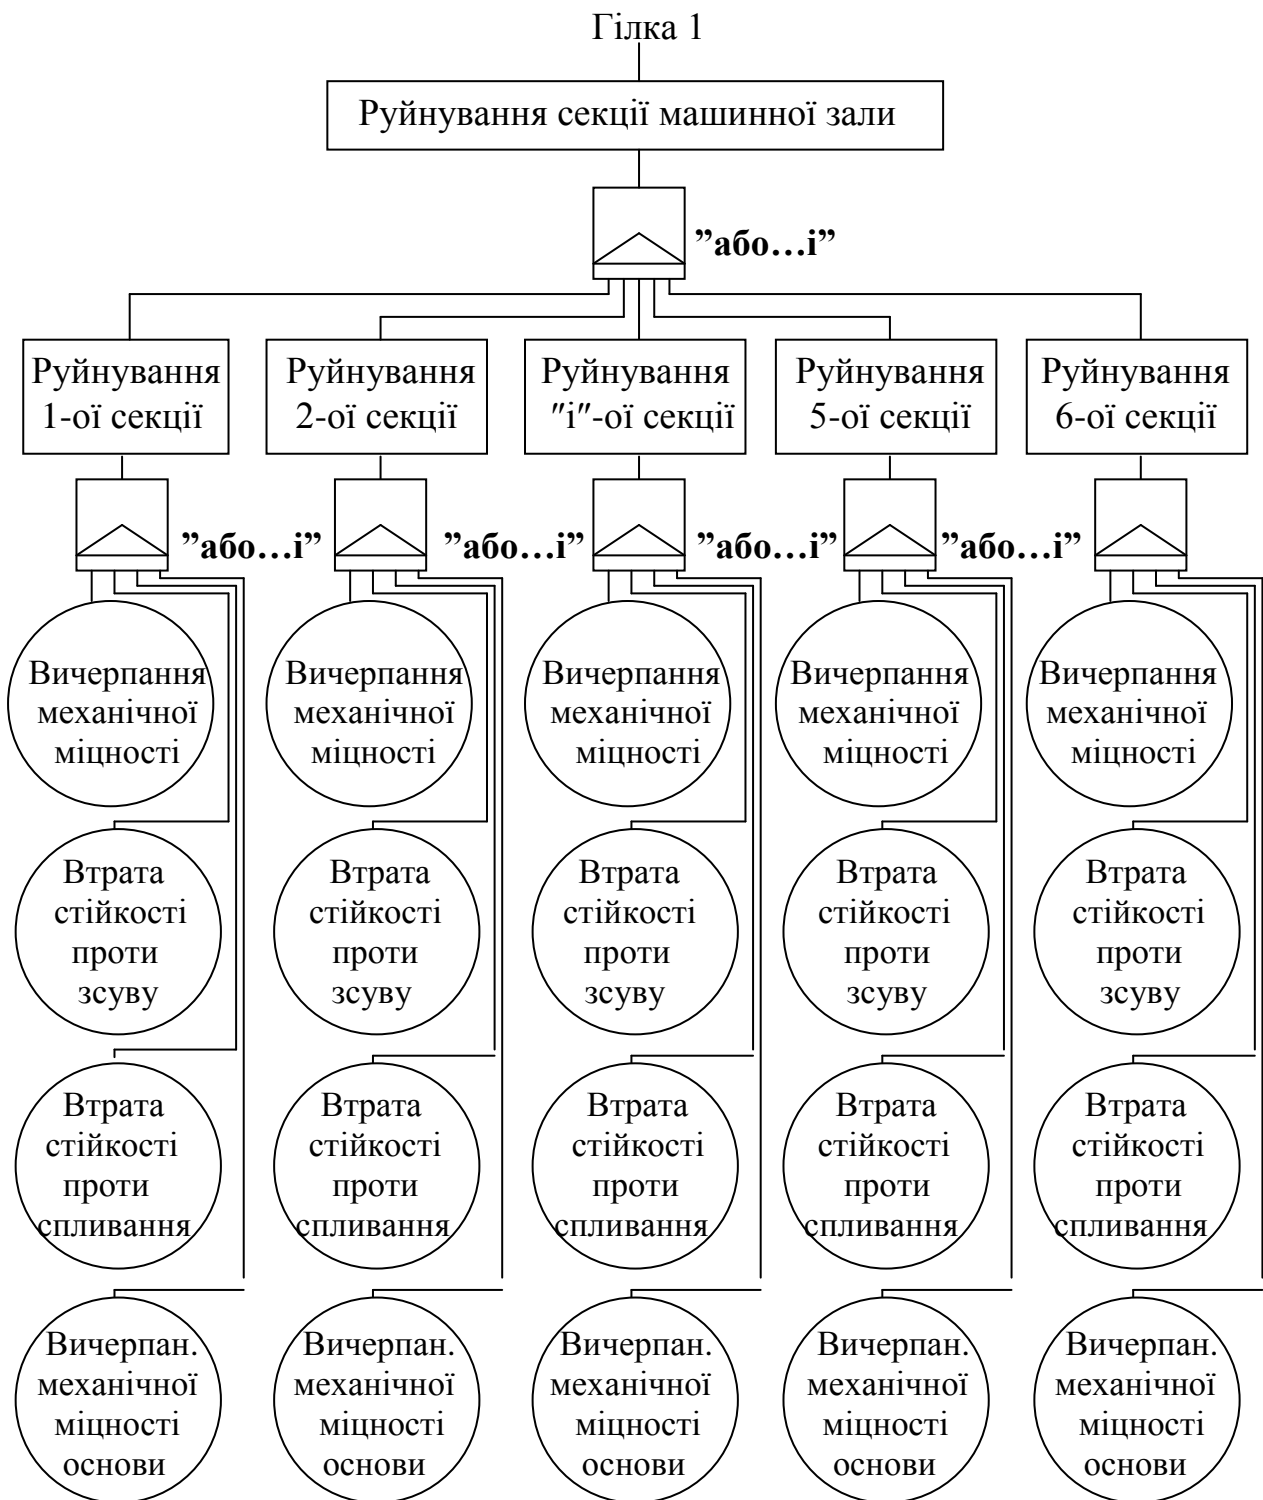 Гілка 1
Руйнування секції машинної зали
”або…і”
Руйнування
1-ої секції
Руйнування
2-ої секції
Руйнування
"і"-ої секції
Руйнування
5-ої секції
Руйнування
6-ої секції
”або…і”
”або…і”
”або…і”
”або…і”
Вичерпання
механічної
міцності
Вичерпання
механічної
міцності
Вичерпання
механічної
міцності
Вичерпання
механічної
міцності
Вичерпання
механічної
міцності
Втрата
стійкості
проти
зсуву
Втрата
стійкості
проти
зсуву
Втрата
стійкості
проти
зсуву
Втрата
стійкості
проти
зсуву
Втрата
стійкості
проти
зсуву
Втрата
стійкості
проти
спливання
Втрата
стійкості
проти
спливання
Втрата
стійкості
проти
спливання
Втрата
стійкості
проти
спливання
Втрата
стійкості
проти
спливання
Вичерпан.
механічної
міцності
основи
Вичерпан.
механічної
міцності
основи
Вичерпан.
механічної
міцності
основи
Вичерпан.
механічної
міцності
основи
Вичерпан.
механічної
міцності
основи